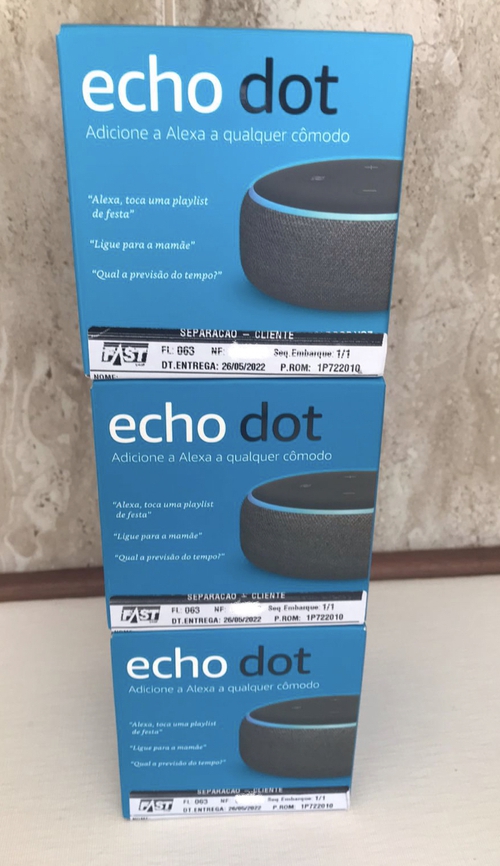 echo dot
Adicione a Alexa a qualquer cômodo
"Alexa, toca uma playlist
de festa"
"Ligue para a mamãe"
"Qual a previsão do tempo?"
SEPARACAO - CLIENTE
FAST
SHOP
FL: 063 NF: Seq.Embarque: 1/1
DT.ENTREGA: 26/05/2022 P.ROM: 1P722010
NOME:
echo dot
Adicione a Alexa a qualquer cômodo
"Alexa, toca uma playlist
de festa"
"Ligue para a mamãe"
"Qual a previsão do tempo?"
SEPARACAO - CLIENTE
FAST
FL: 063 NF: Seq.Embarque: 1/1
DT.ENTREGA: 26/05/2022 P.ROM: 1P722010
echo dot
Adicione a Alexa a qualquer cômodo
"Alexa, toca uma playlist
de festa"
"Ligue para a mamãe"
"Qual a previsão do tempo?"
SEPARACAO - CLIENTE
FAST
FL: 063 NF: Seq.Embarque: 1/1
DT.ENTREGA: 26/05/2022 P.ROM: 1P722010